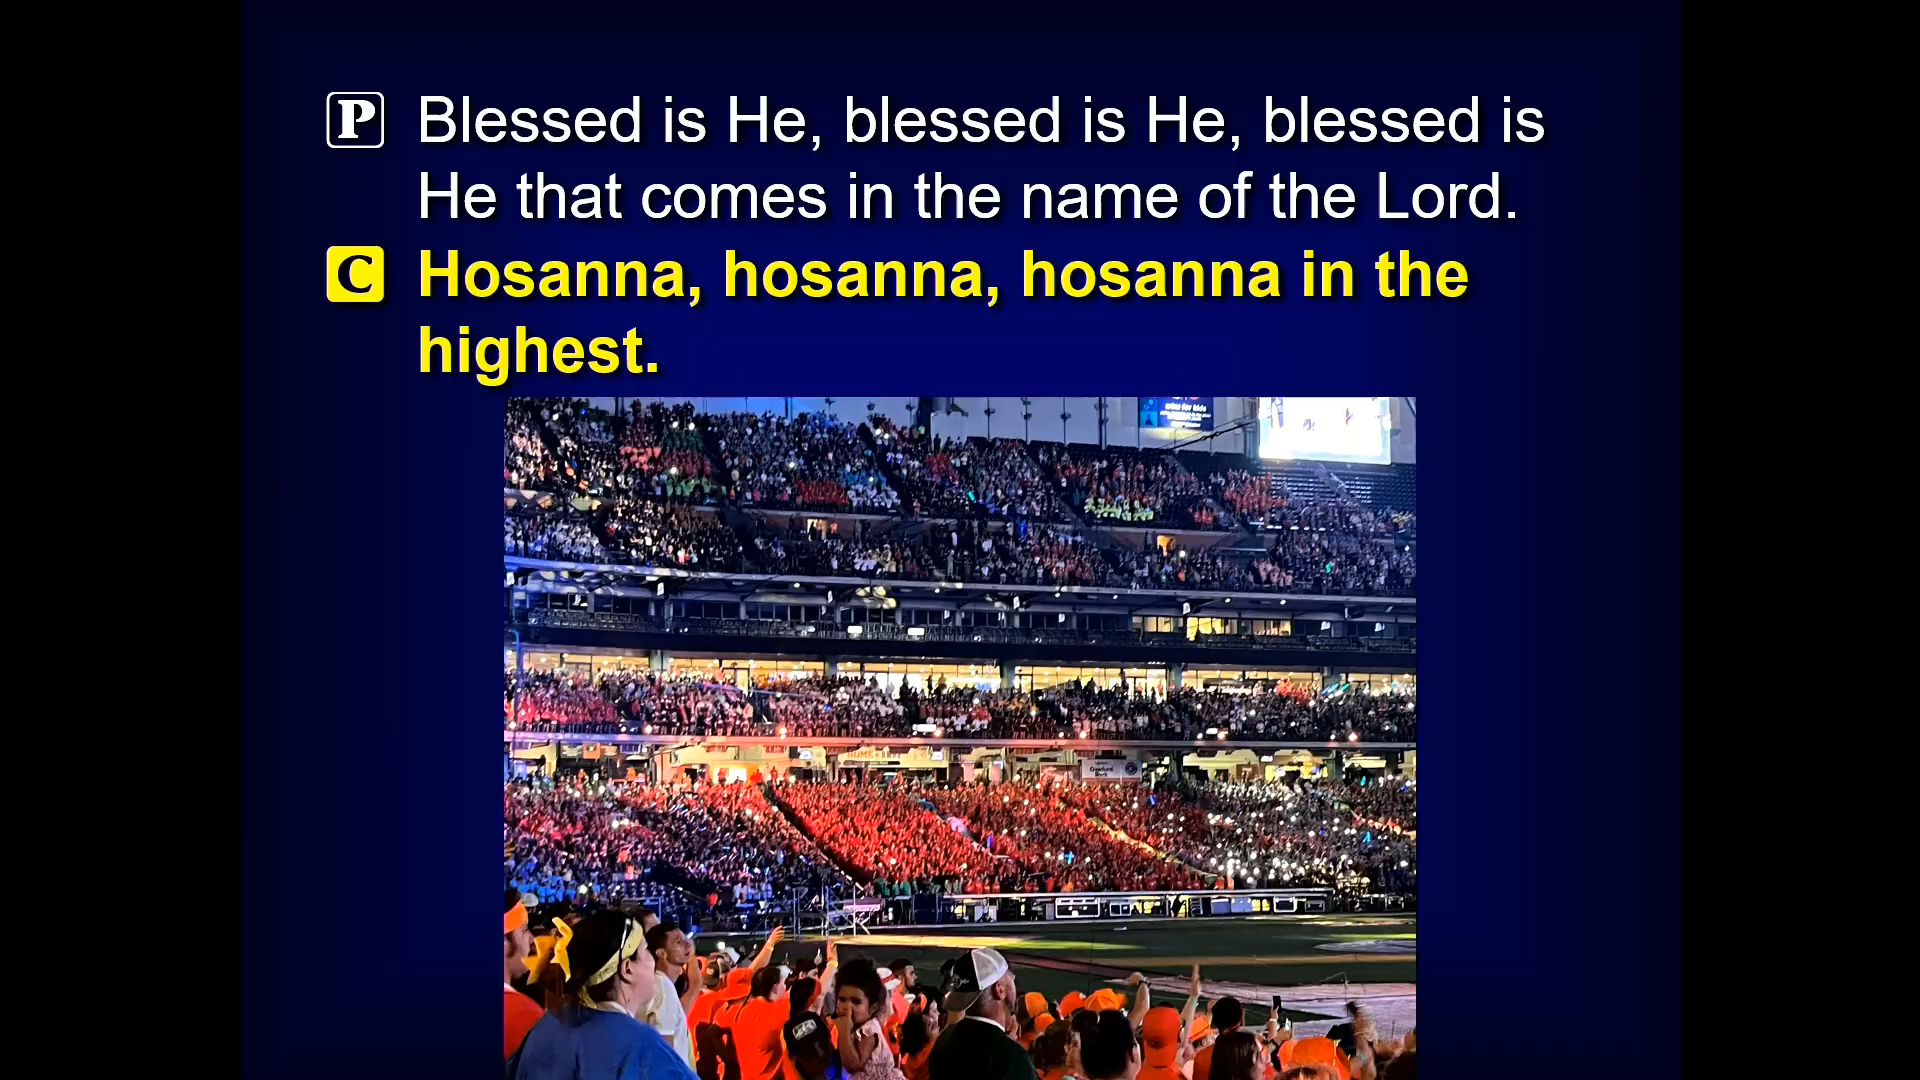 P Blessed is He, blessed is He, blessed is
He that comes in the name of the Lord.
C Hosanna, hosanna, hosanna in the
highest.